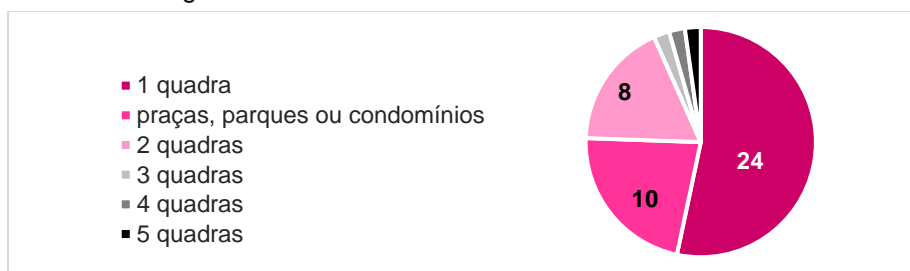 1 quadra
praças, parques ou condomínios
2 quadras
3 quadras
4 quadras
5 quadras
8
24
10